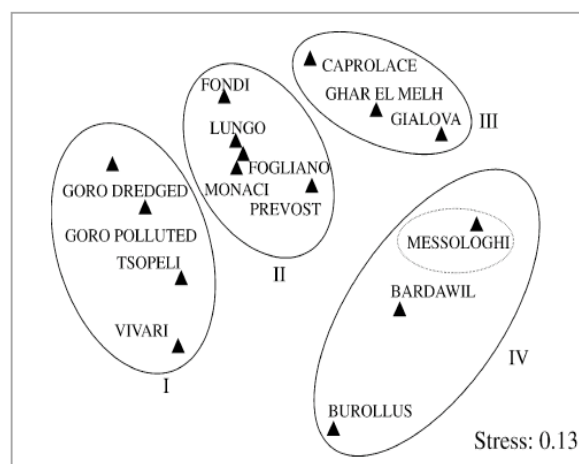 CAPROLACE
FONDI
GHAR EL MELH
GIALOVA
III
LUNGO
FOGLIANO
MONACI
PREVOST
II
GORO DREDGED
GORO POLLUTED
TSOPELI
VIVARI
I
MESSOLOGHI
BARDAWIL
IV
BUROLLUS
Stress: 0.13